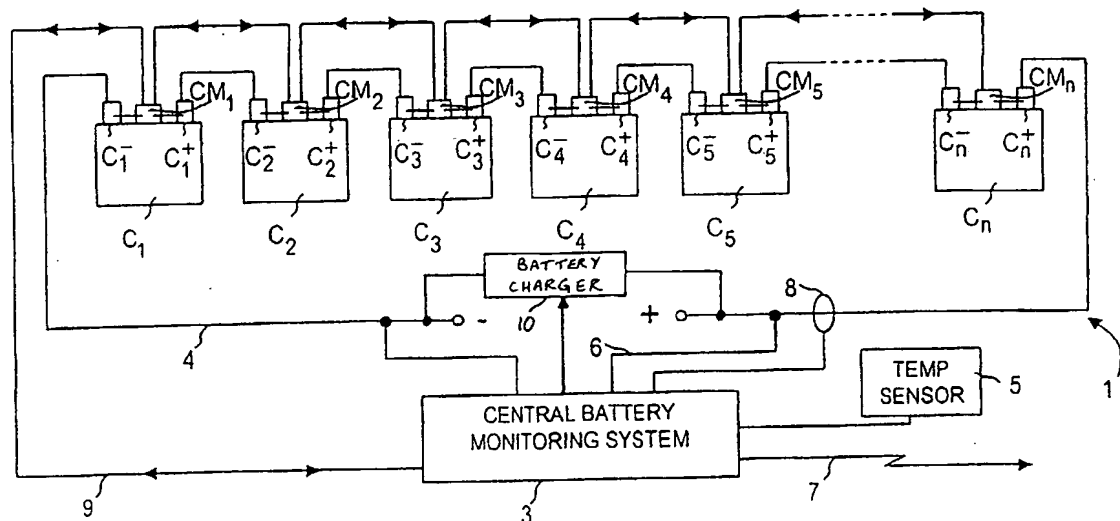 CM₁ CM₂ CM₃ CM₄ CM₅ CMₙ
C₁⁻ C₁⁺ C₂⁻ C₂⁺ C₃⁻ C₃⁺ C₄⁻ C₄⁺ C₅⁻ C₅⁺ Cₙ⁻ Cₙ⁺
C₁ C₂ C₃ C₄ C₅ Cₙ
BATTERY
CHARGER
8
10
- +
4
6
1
TEMP
SENSOR
5
CENTRAL BATTERY
MONITORING SYSTEM
9
3
7